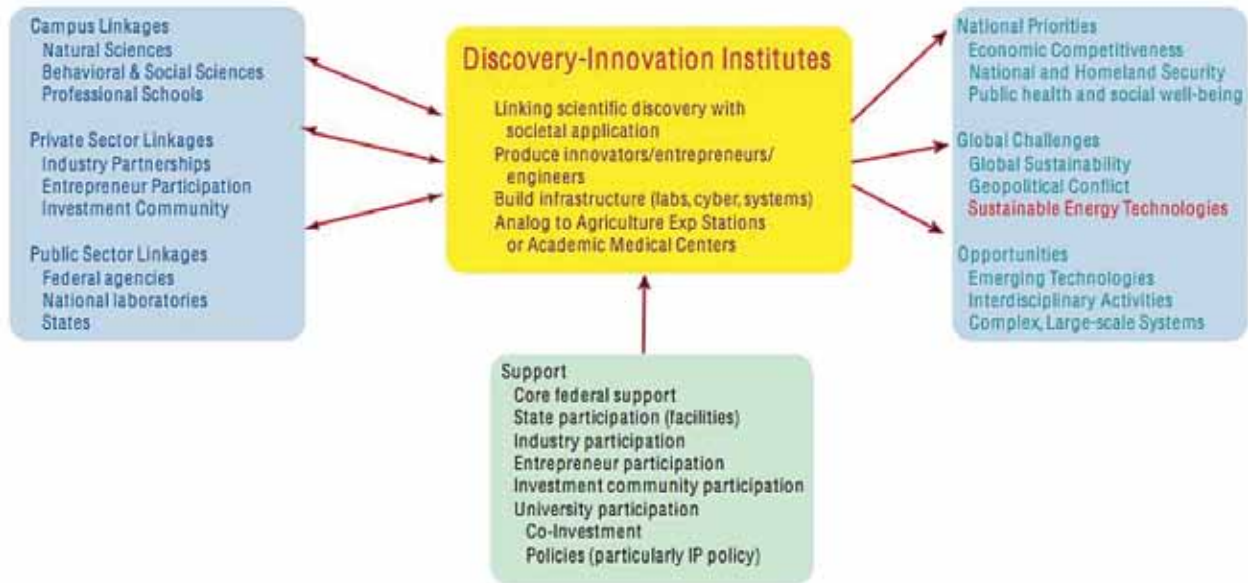 Campus Linkages
Natural Sciences
Behavioral & Social Sciences
Professional Schools
Private Sector Linkages
Industry Partnerships
Entrepreneur Participation
Investment Community
Public Sector Linkages
Federal agencies
National laboratories
States
Discovery-Innovation Institutes
Linking scientific discovery with
societal application
Produce innovators/entrepreneurs/
engineers
Build infrastructure (labs, cyber, systems)
Analog to Agriculture Exp Stations
or Academic Medical Centers
National Priorities
Economic Competitiveness
National and Homeland Security
Public health and social well-being
Global Challenges
Global Sustainability
Geopolitical Conflict
Sustainable Energy Technologies
Opportunities
Emerging Technologies
Interdisciplinary Activities
Complex, Large-scale Systems
Support
Core federal support
State participation (facilities)
Industry participation
Entrepreneur participation
Investment community participation
University participation
Co-Investment
Policies (particularly IP policy)